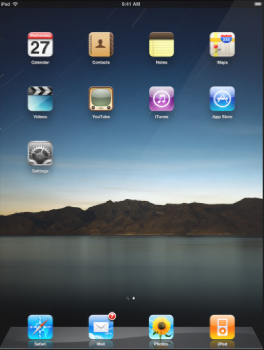 iPad 9:41 AM
27
Calendar Contacts Notes Maps
280
Videos YouTube iTunes App Store
Settings
Safari Mail Photos iPod